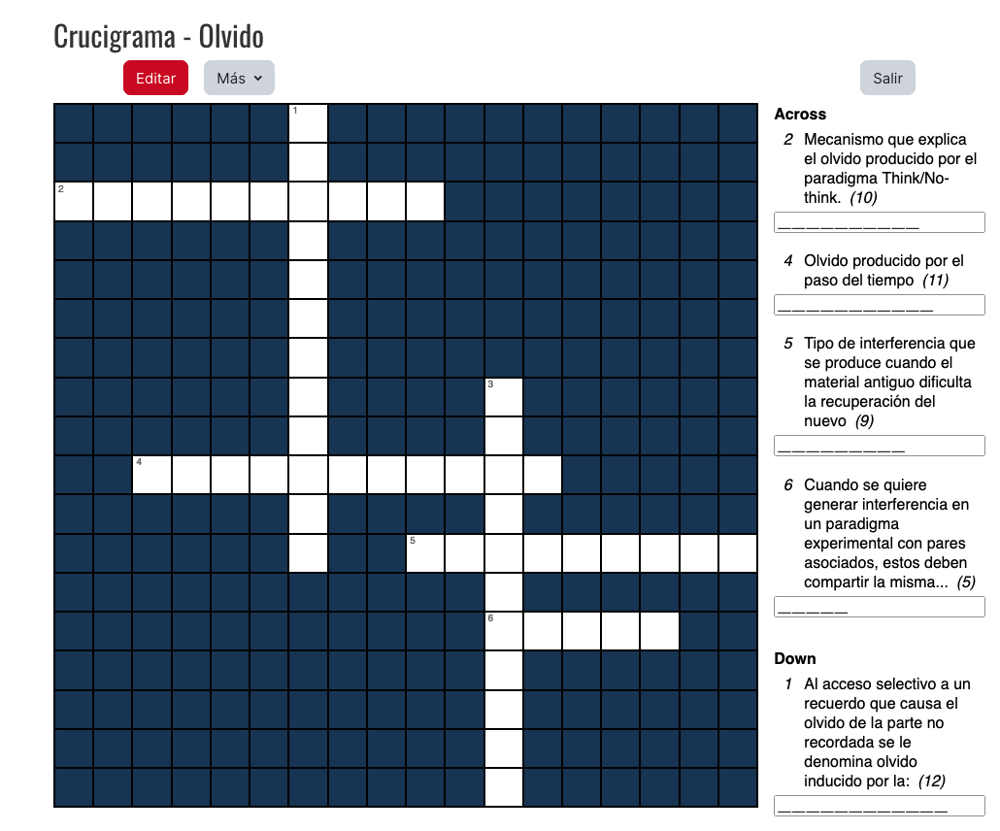 Crucigrama - Olvido
Editar
Más
Salir
1
2
3
4
5
6
Across
2 Mecanismo que explica
el olvido producido por el
paradigma Think/No-
think. (10)
__________
4 Olvido producido por el
paso del tiempo (11)
___________
5 Tipo de interferencia que
se produce cuando el
material antiguo dificulta
la recuperación del
nuevo (9)
_________
6 Cuando se quiere
generar interferencia en
un paradigma
experimental con pares
asociados, estos deben
compartir la misma... (5)
_____
Down
1 Al acceso selectivo a un
recuerdo que causa el
olvido de la parte no
recordada se le
denomina olvido
inducido por la: (12)
____________